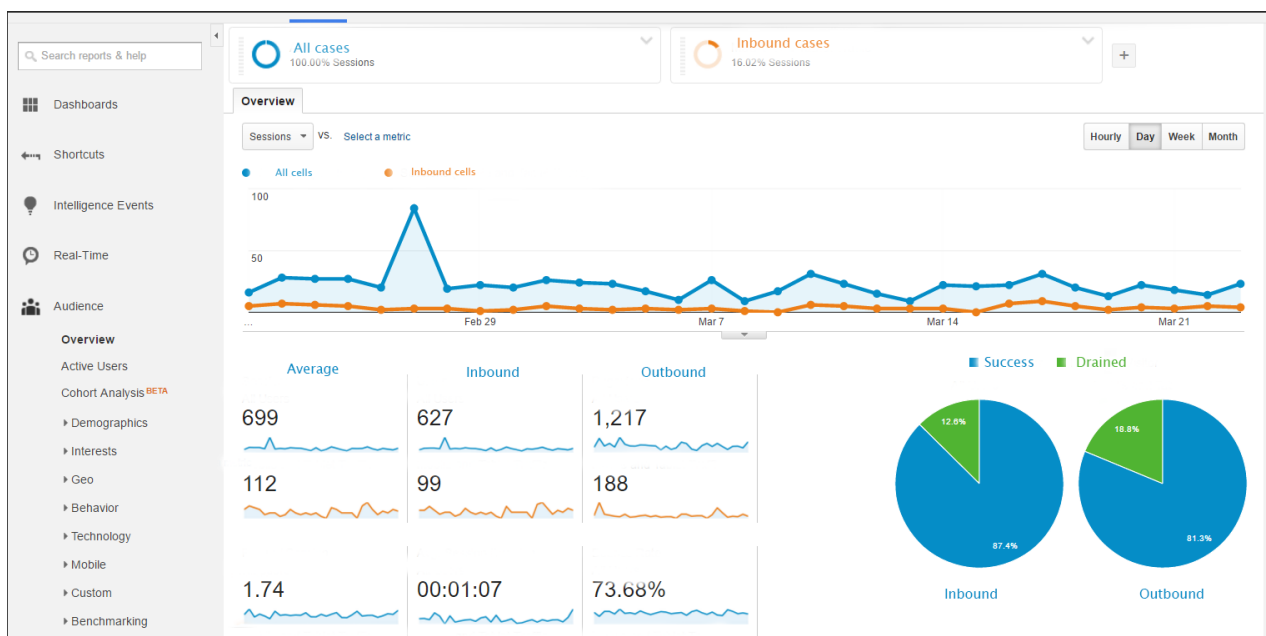 Search reports & help
Dashboards
Shortcuts
Intelligence Events
Real-Time
Audience
Overview
Active Users
Cohort Analysis BETA
Demographics
Interests
Geo
Behavior
Technology
Mobile
Custom
Benchmarking
All cases
100.00% Sessions
Inbound cases
16.02% Sessions
+
Overview
Sessions VS. Select a metric
Hourly Day Week Month
All cells Inbound cells
100
50
... Feb 29 Mar 7 Mar 14 Mar 21
Average Inbound Outbound
699 627 1,217
112 99 188
1.74 00:01:07 73.68%
Success Drained
12.6% 18.8%
87.4% 81.3%
Inbound Outbound